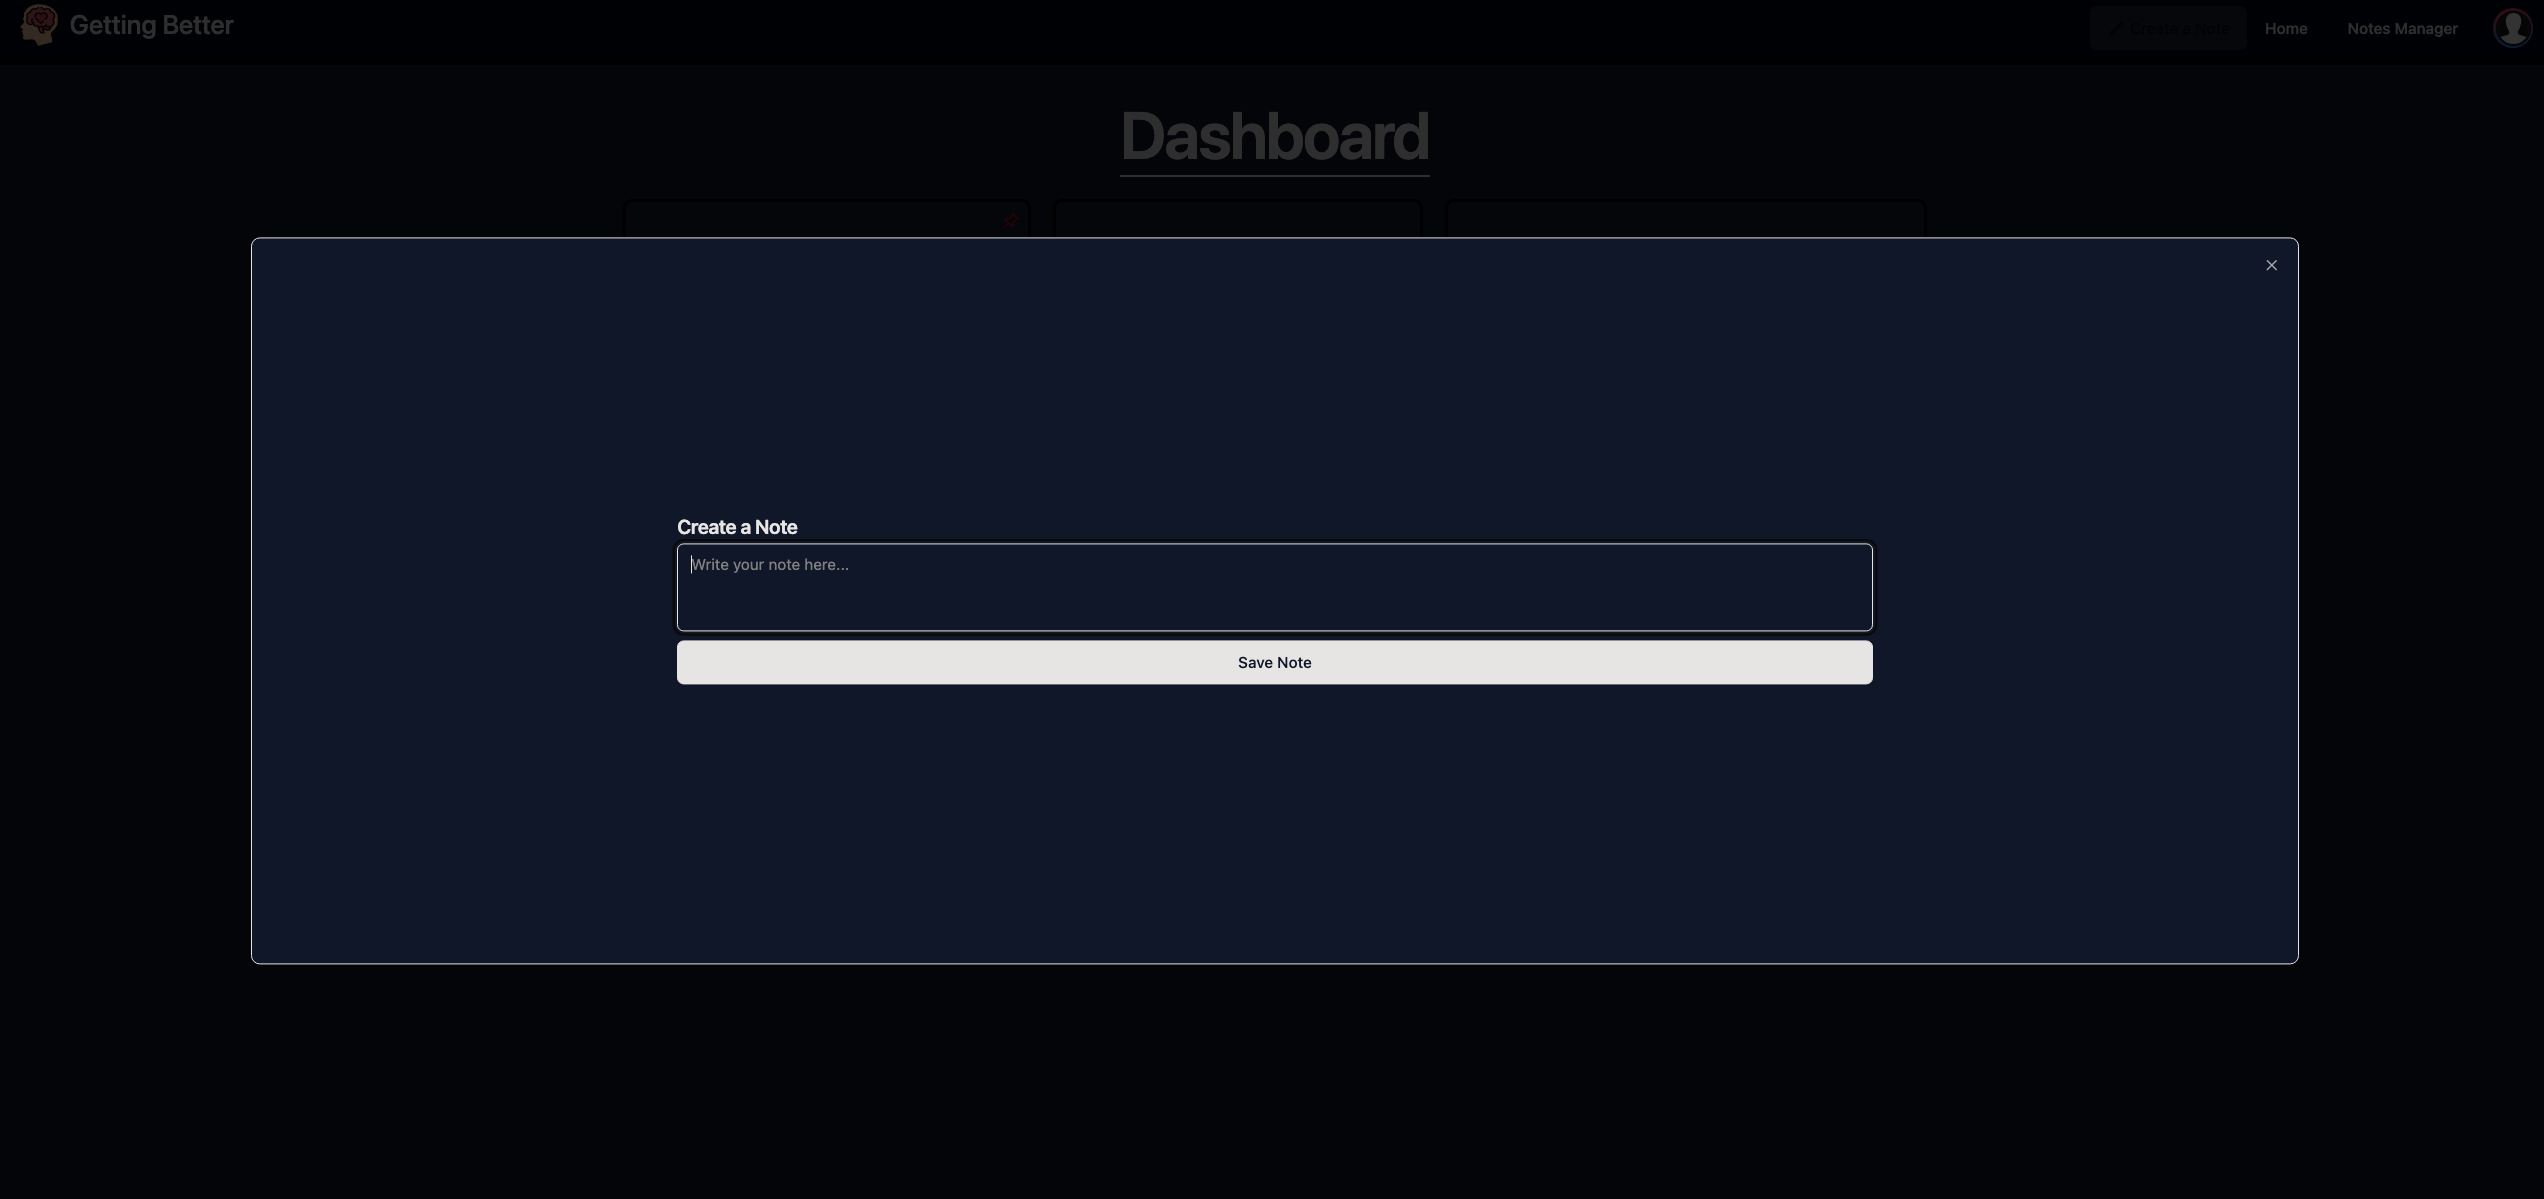 Getting Better
Create a Note
Home
Notes Manager
Dashboard
Create a Note
Write your note here...
Save Note